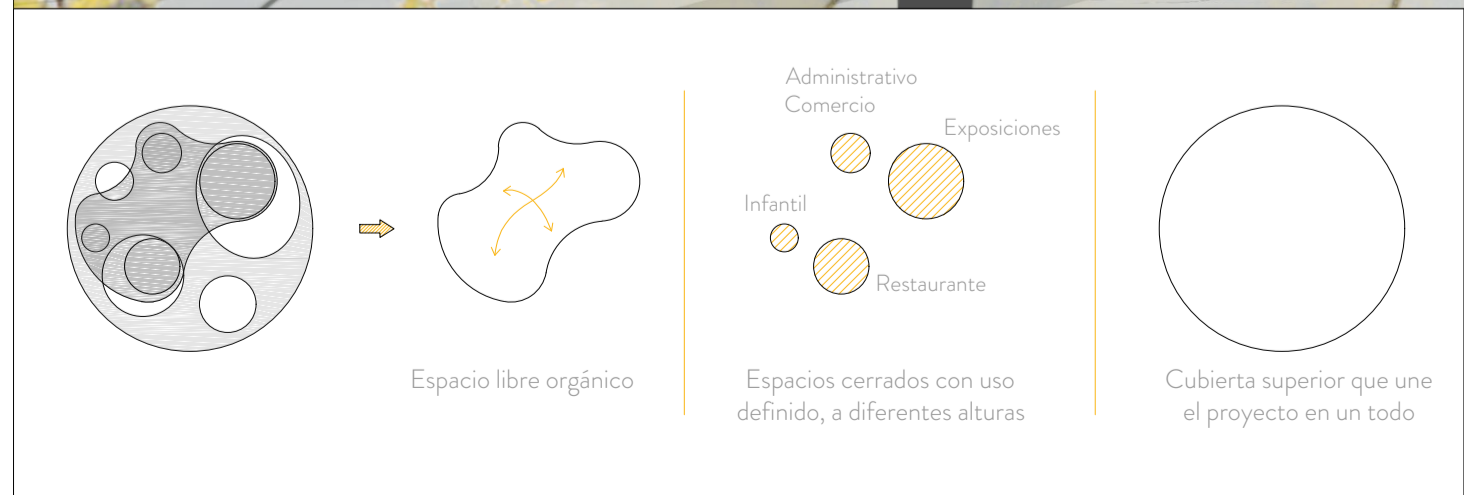 Espacio libre orgánico
Administrativo
Comercio
Exposiciones
Infantil
Restaurante
Espacios cerrados con uso
definido, a diferentes alturas
Cubierta superior que une
el proyecto en un todo